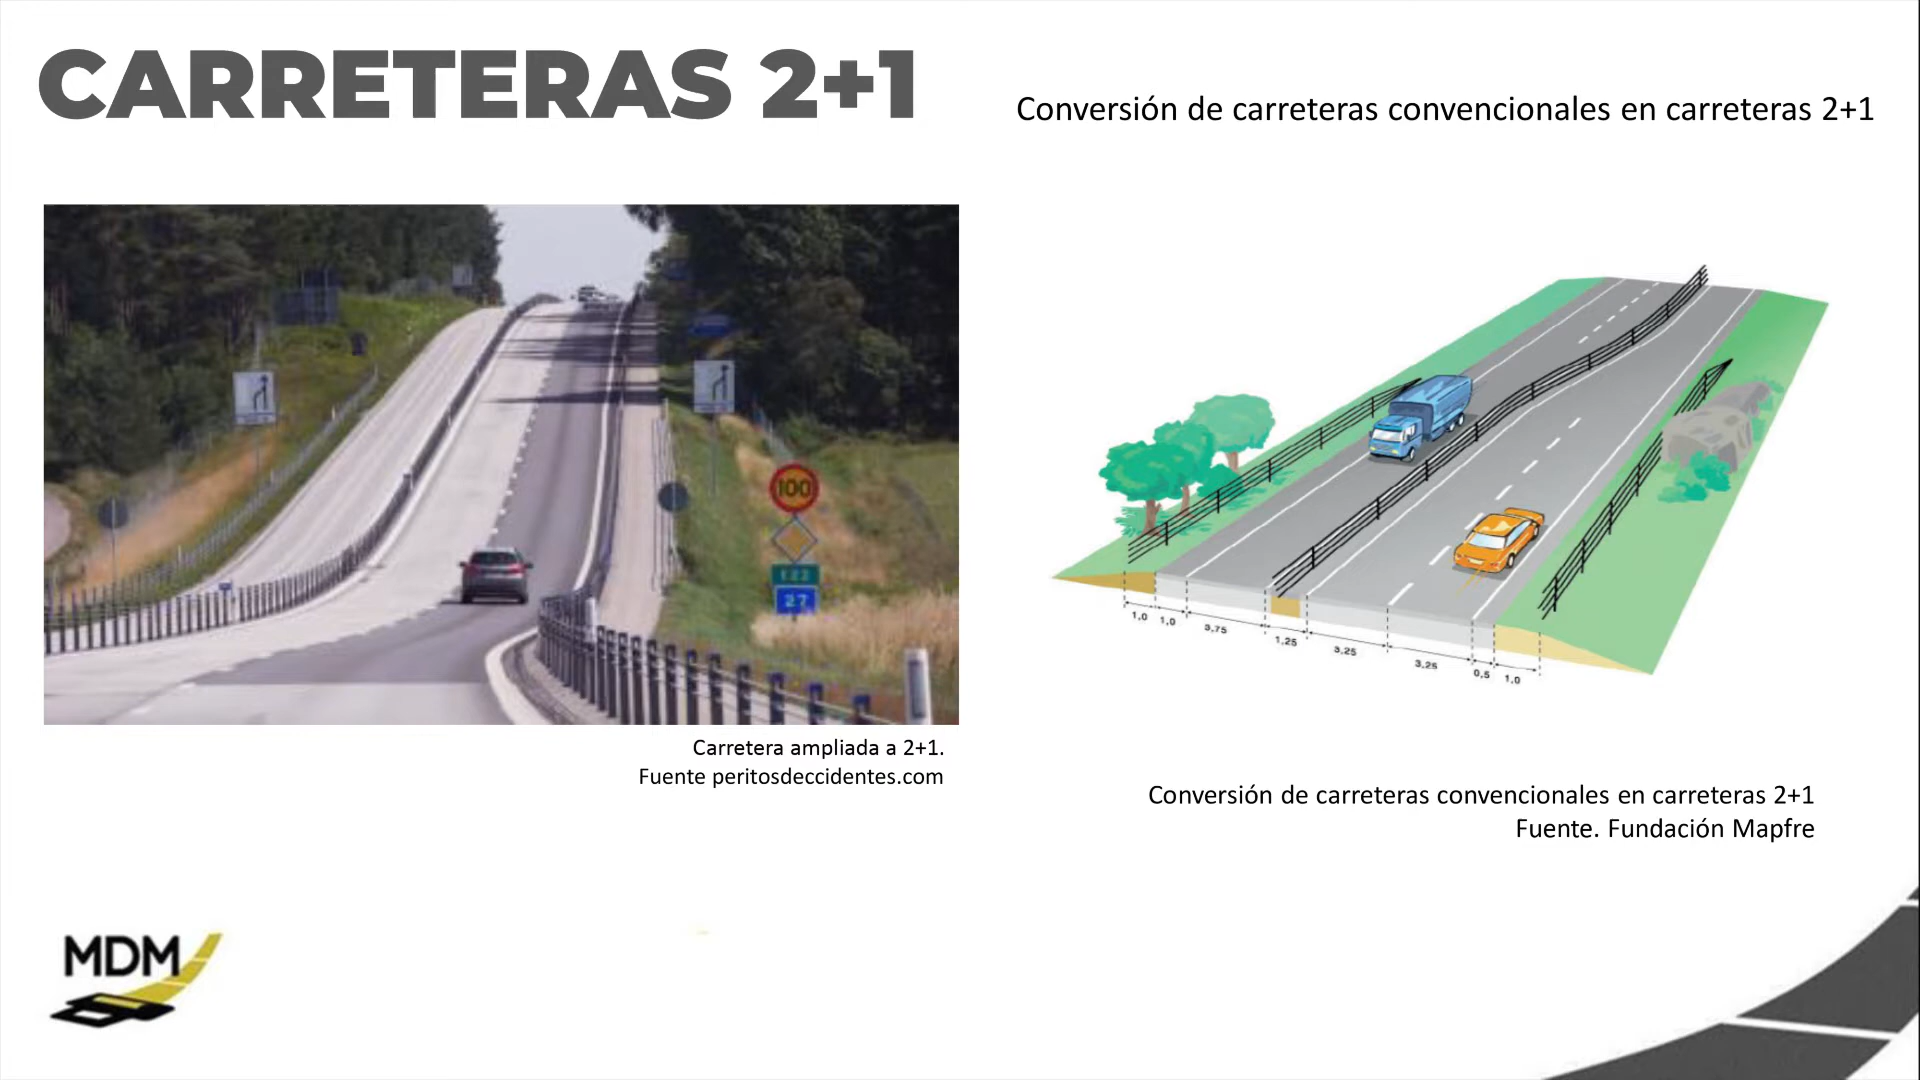 CARRETERAS 2+1
Conversión de carreteras convencionales en carreteras 2+1
100
E22
27
1,0 1,0 3,75 1,25 3,25 3,25 0,5 1,0
Carretera ampliada a 2+1.
Fuente peritosdeccidentes.com
Conversión de carreteras convencionales en carreteras 2+1
Fuente. Fundación Mapfre
MDM